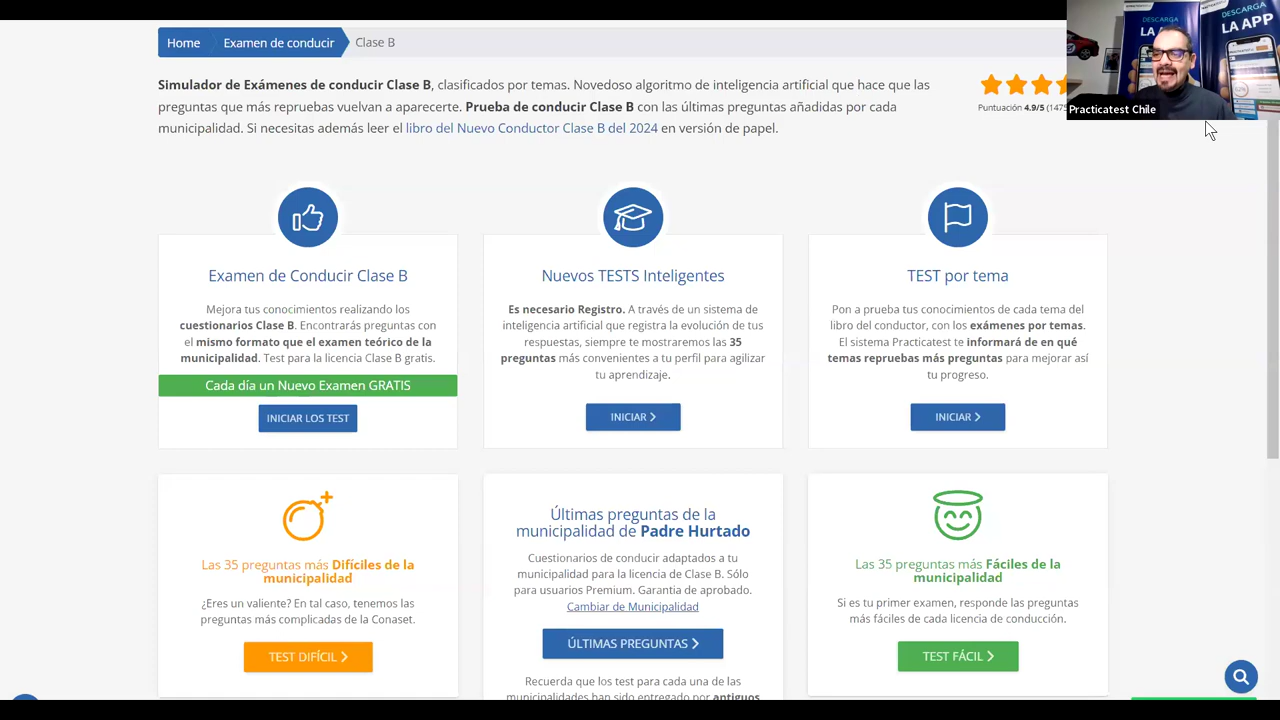 Home Examen de conducir Clase B
DESCARGA
LA APP
DESCARGA
LA
Practicatest Chile
Simulador de Exámenes de conducir Clase B, clasificados por temas. Novedoso algoritmo de inteligencia artificial que hace que las
preguntas que más repruebas vuelvan a aparecerte. Prueba de conducir Clase B con las últimas preguntas añadidas por cada
municipalidad. Si necesitas además leer el libro del Nuevo Conductor Clase B del 2024 en versión de papel.
Puntuación 4.9/5
Examen de Conducir Clase B
Mejora tus conocimientos realizando los
cuestionarios Clase B. Encontrarás preguntas con
el mismo formato que el examen teórico de la
municipalidad. Test para la licencia Clase B gratis.
Cada día un Nuevo Examen GRATIS
INICIAR LOS TEST
Nuevos TESTS Inteligentes
Es necesario Registro. A través de un sistema de
inteligencia artificial que registra la evolución de tus
respuestas, siempre te mostraremos las 35
preguntas más convenientes a tu perfil para agilizar
tu aprendizaje.
INICIAR
TEST por tema
Pon a prueba tus conocimientos de cada tema del
libro del conductor, con los exámenes por temas.
El sistema Practicatest te informará de en qué
temas repruebas más preguntas para mejorar así
tu progreso.
INICIAR
Las 35 preguntas más Difíciles de la
municipalidad
¿Eres un valiente? En tal caso, tenemos las
preguntas más complicadas de la Conaset.
TEST DIFÍCIL
Últimas preguntas de la
municipalidad de Padre Hurtado
Cuestionarios de conducir adaptados a tu
municipalidad para la licencia de Clase B. Sólo
para usuarios Premium. Garantia de aprobado.
Cambiar de Municipalidad
ÚLTIMAS PREGUNTAS
Recuerda que los test para cada una de las
municipalidades han sido entregado por antiguos
Las 35 preguntas más Fáciles de la
municipalidad
Si es tu primer examen, responde las preguntas
más fáciles de cada licencia de conducción.
TEST FÁCIL